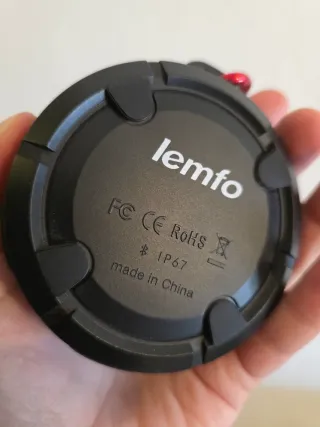 lemfo
FC CE RoHS
IP67
made in China